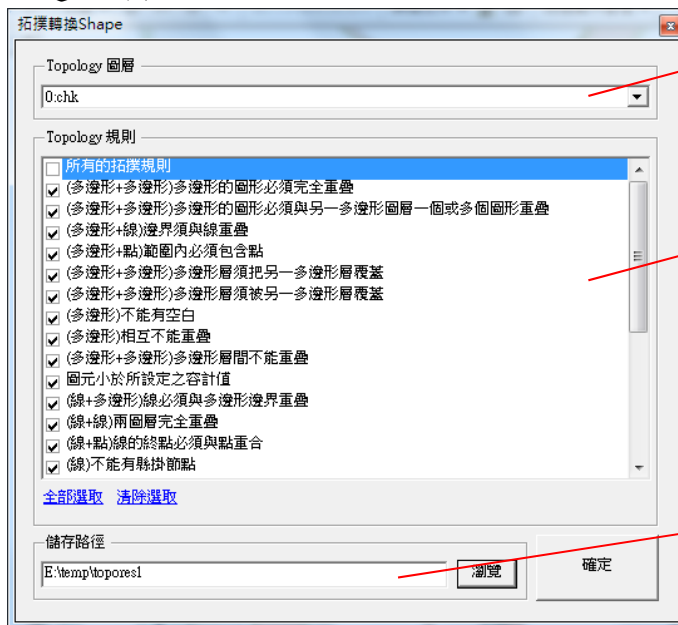 拓撲轉換Shape
Topology 圖層
0:chk
Topology 規則
所有的拓撲規則
(多邊形+多邊形)多邊形的圖形必須完全重疊
(多邊形+多邊形)多邊形的圖形必須與另一多邊形圖層一個或多個圖形重疊
(多邊形+線)邊界須與線重疊
(多邊形+點)範圍內必須包含點
(多邊形+多邊形)多邊形層須把另一多邊形層覆蓋
(多邊形+多邊形)多邊形層須被另一多邊形層覆蓋
(多邊形)不能有空白
(多邊形)相互不能重疊
(多邊形+多邊形)多邊形層間不能重疊
圖元小於所設定之容計值
(線+多邊形)線必須與多邊形邊界重疊
(線+線)兩圖層完全重疊
(線+點)線的終點必須與點重合
(線)不能有懸掛節點
全部選取 清除選取
儲存路徑
E:\temp\topores1
瀏覽
確定